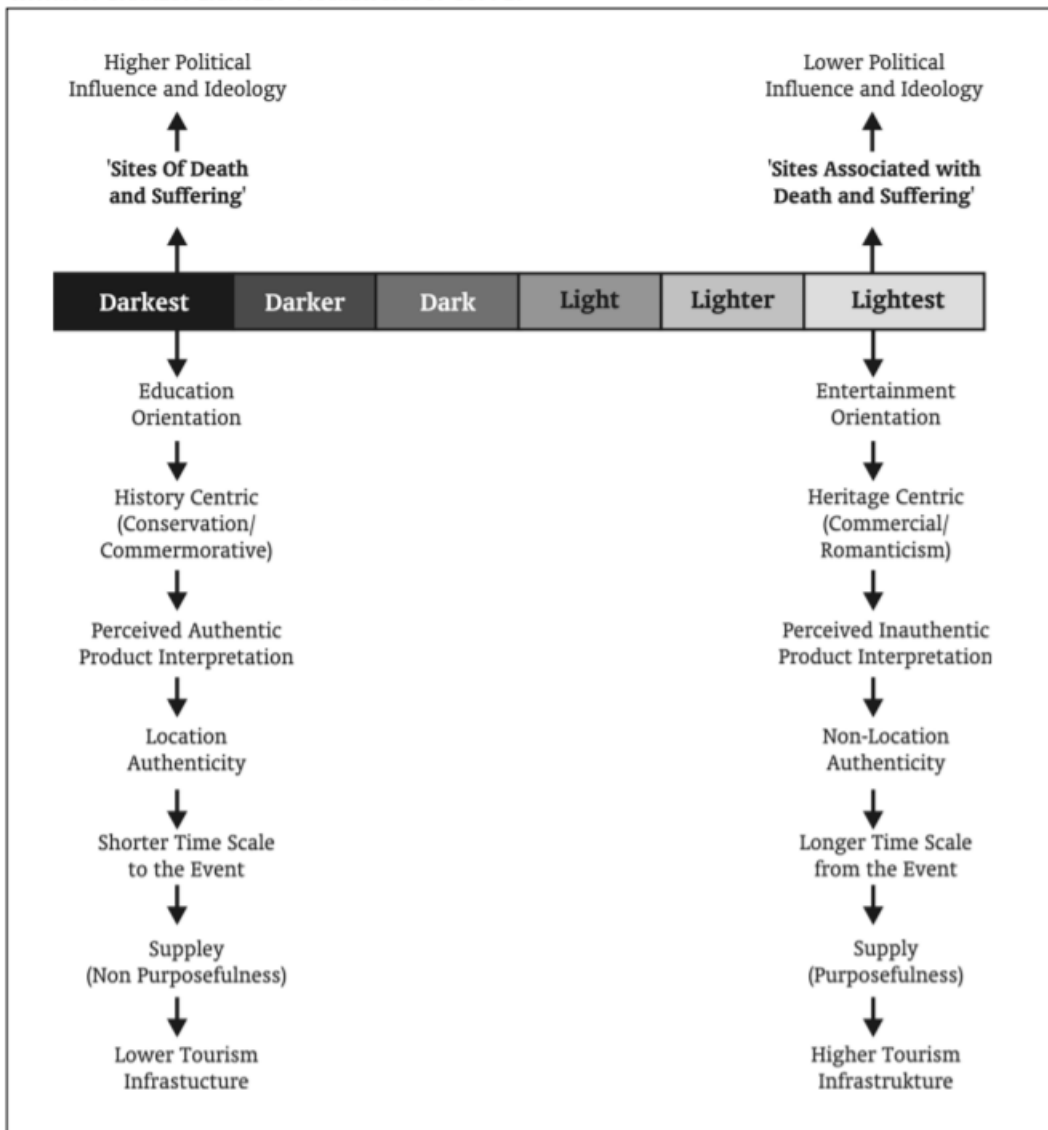 Higher Political
Influence and Ideology
Lower Political
Influence and Ideology
'Sites Of Death
and Suffering'
'Sites Associated with
Death and Suffering'
Darkest
Darker
Dark
Light
Lighter
Lightest
Education
Orientation
History Centric
(Conservation/
Commermorative)
Perceived Authentic
Product Interpretation
Location
Authenticity
Shorter Time Scale
to the Event
Suppley
(Non Purposefulness)
Lower Tourism
Infrastucture
Entertainment
Orientation
Heritage Centric
(Commercial/
Romanticism)
Perceived Inauthentic
Product Interpretation
Non-Location
Authenticity
Longer Time Scale
from the Event
Supply
(Purposefulness)
Higher Tourism
Infrastrukture